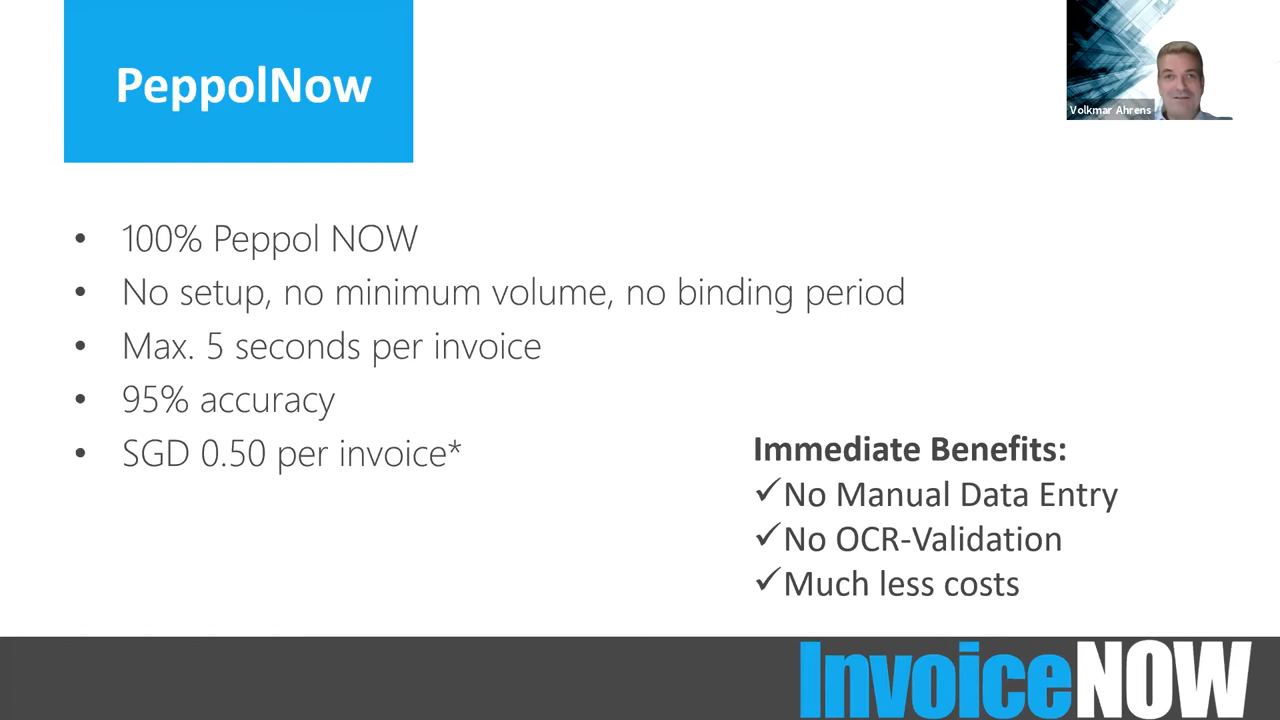 PeppolNow
Volkmar Ahrens
• 100% Peppol NOW
• No setup, no minimum volume, no binding period
• Max. 5 seconds per invoice
• 95% accuracy
• SGD 0.50 per invoice*
Immediate Benefits:
✓No Manual Data Entry
✓No OCR-Validation
✓Much less costs
InvoiceNOW